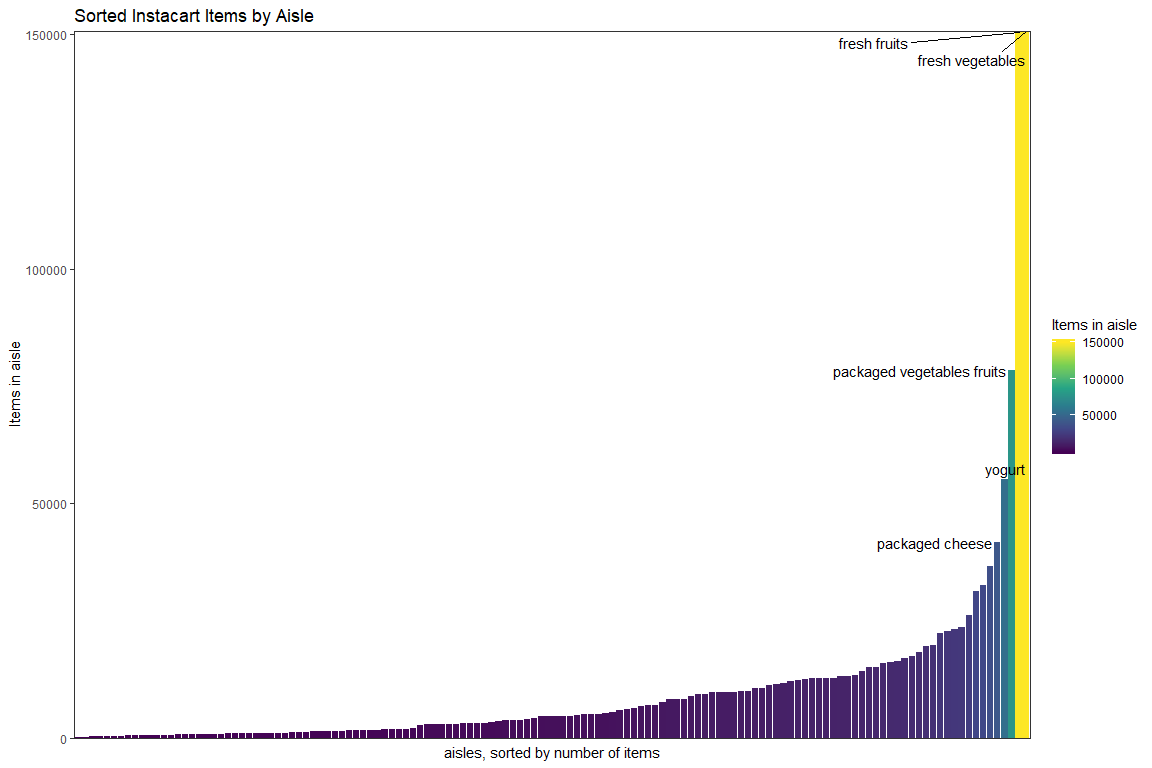 Sorted Instacart Items by Aisle
150000
100000
50000
0
Items in aisle
fresh fruits
fresh vegetables
packaged vegetables fruits
yogurt
packaged cheese
aisles, sorted by number of items
Items in aisle
150000
100000
50000